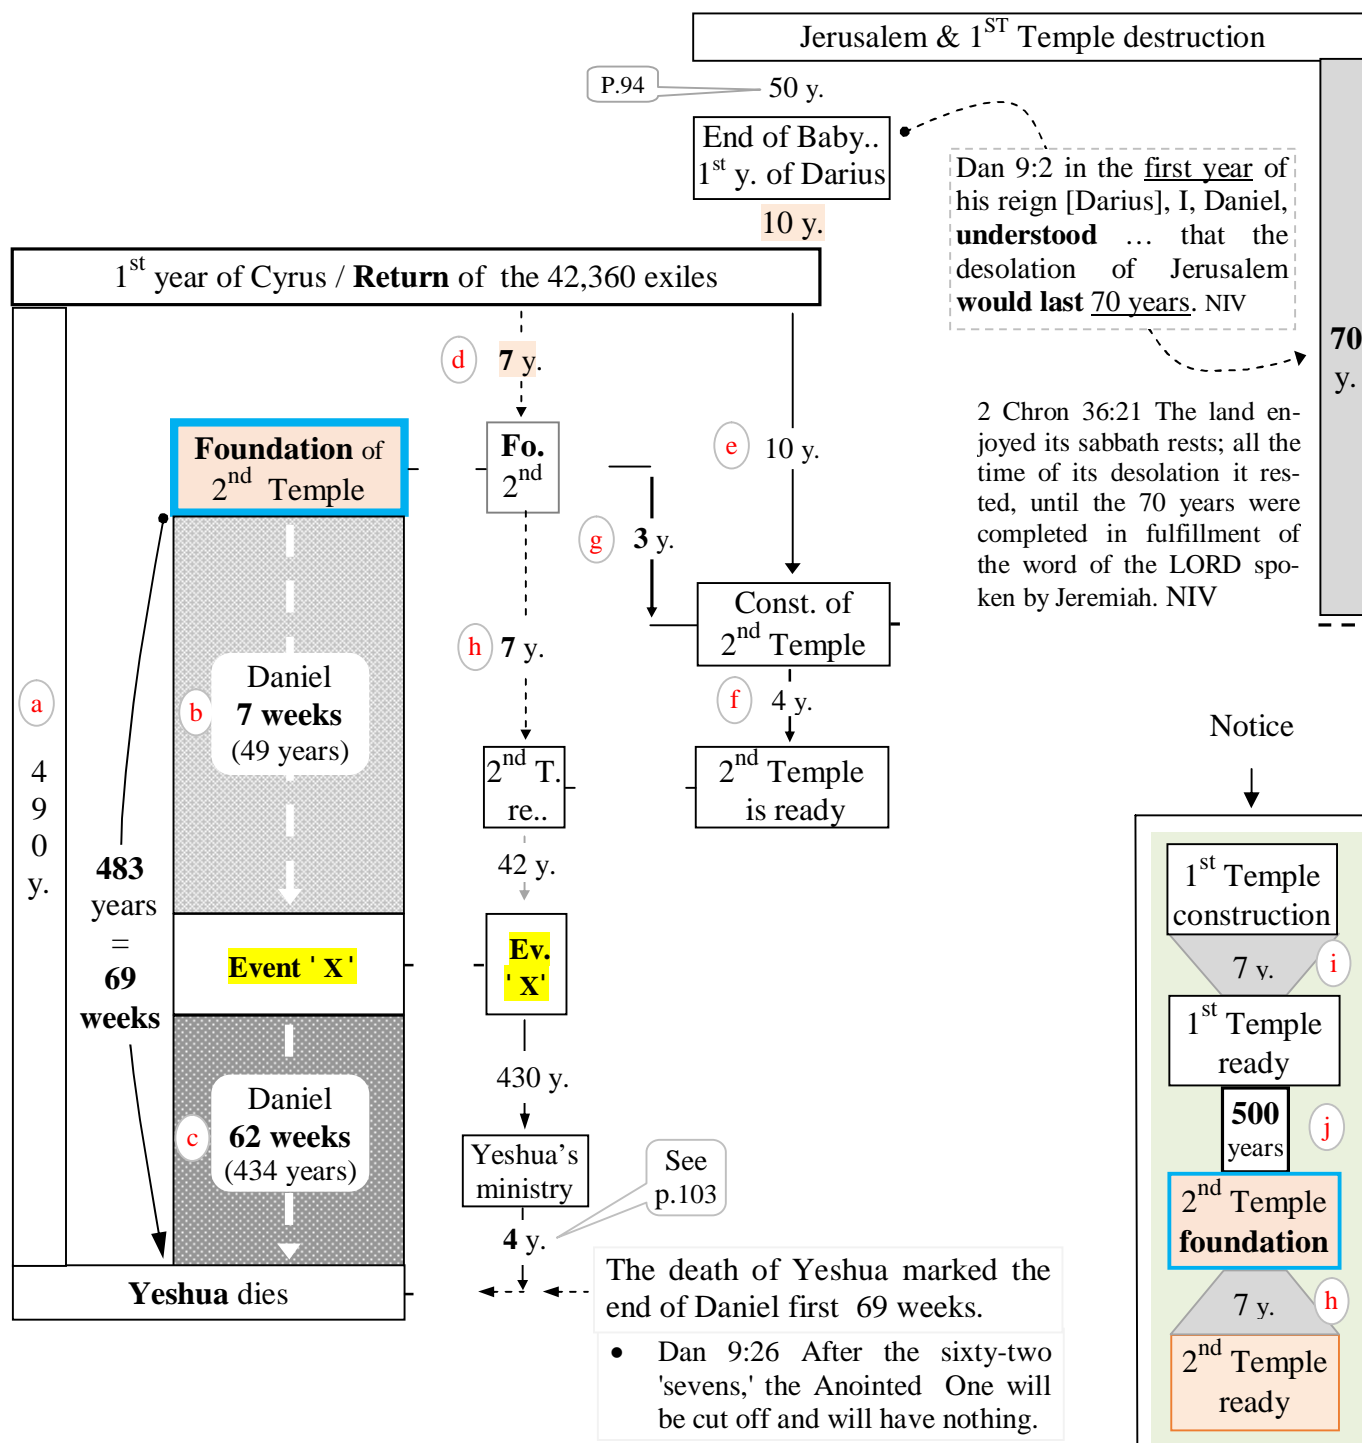 Jerusalem & 1ST Temple destruction
P.94
50 y.
End of Baby..
1st y. of Darius
10 y.
Dan 9:2 in the first year of
his reign [Darius], I, Daniel,
understood … that the
desolation of Jerusalem
would last 70 years. NIV
70
y.
1st year of Cyrus / Return of the 42,360 exiles
d
7 y.
2 Chron 36:21 The land en-
joyed its sabbath rests; all the
time of its desolation it res-
ted, until the 70 years were
completed in fulfillment of
the word of the LORD spo-
ken by Jeremiah. NIV
Foundation of
2nd Temple
Fo.
2nd
e
10 y.
g
3 y.
Const. of
2nd Temple
h
7 y.
f
4 y.
a
4
9
0
y.
b
Daniel
7 weeks
(49 years)
2nd T.
re..
2nd Temple
is ready
42 y.
483
years
=
69
weeks
Event ' X '
Ev.
' X'
430 y.
c
Daniel
62 weeks
(434 years)
Yeshua's
ministry
See
p.103
4 y.
Yeshua dies
The death of Yeshua marked the
end of Daniel first 69 weeks.
• Dan 9:26 After the sixty-two
'sevens,' the Anointed One will
be cut off and will have nothing.
Notice
1st Temple
construction
7 y.
i
1st Temple
ready
500
years
j
2nd Temple
foundation
7 y.
h
2nd Temple
ready